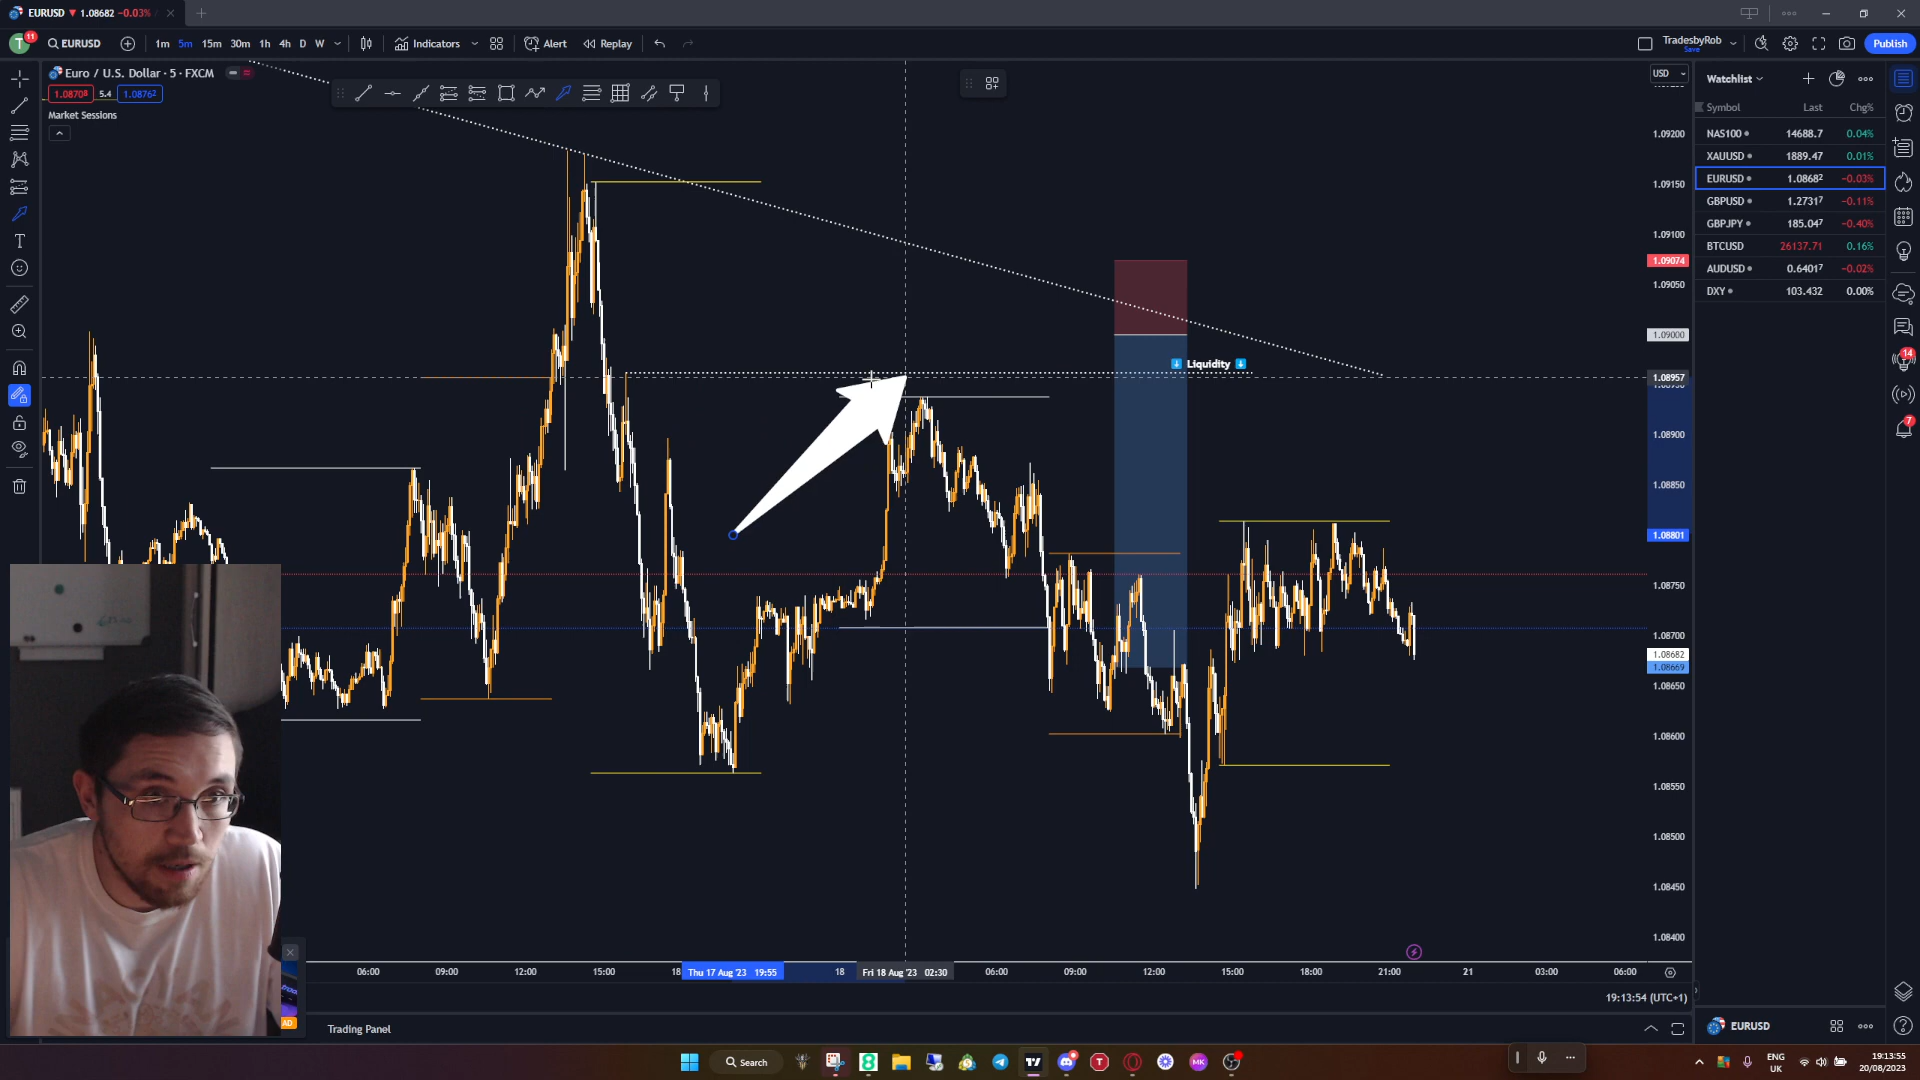 EURUSD ▼ 1.08682 −0.03%
T 11 EURUSD 1m 5m 15m 30m 1h 4h D W Indicators Alert Replay TradesbyRob Save Publish
Euro / U.S. Dollar · 5 · FXCM
1.08708 5.4 1.08762
Market Sessions
USD
Watchlist
Symbol Last Chg%
NAS100 14688.7 0.04%
XAUUSD 1889.47 0.01%
EURUSD 1.08682 −0.03%
GBPUSD 1.27317 −0.11%
GBPJPY 185.047 −0.40%
BTCUSD 26137.71 0.16%
AUDUSD 0.64017 −0.02%
DXY 103.432 0.00%
1.09200
1.09150
1.09100
1.09074
1.09050
1.09000
Liquidity
1.08957
1.08900
1.08850
1.08801
1.08750
1.08700
1.08682
1.08669
1.08650
1.08600
1.08550
1.08500
1.08450
1.08400
14
7
06:00 09:00 12:00 15:00 18 Thu 17 Aug '23 19:55 18 Fri 18 Aug '23 02:30 06:00 09:00 12:00 15:00 18:00 21:00 21 03:00 06:00
19:13:54 (UTC+1)
AD
Trading Panel
EURUSD
Search
ENG
UK
19:13:55
20/08/2023